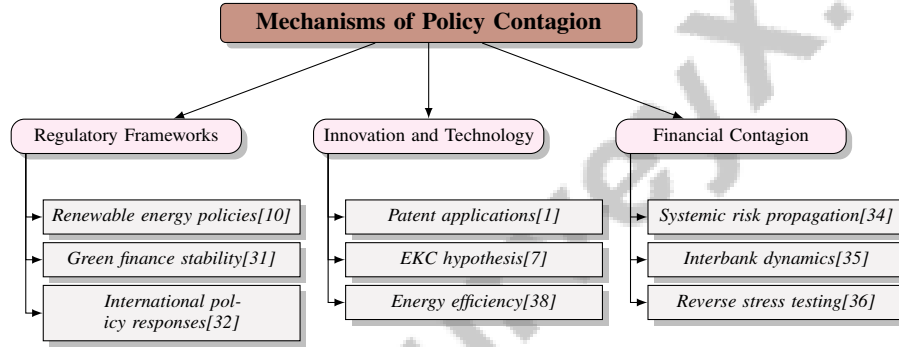 Mechanisms of Policy Contagion
Regulatory Frameworks
Renewable energy policies[10]
Green finance stability[31]
International pol-
icy responses[32]
Innovation and Technology
Patent applications[1]
EKC hypothesis[7]
Energy efficiency[38]
Financial Contagion
Systemic risk propagation[34]
Interbank dynamics[35]
Reverse stress testing[36]